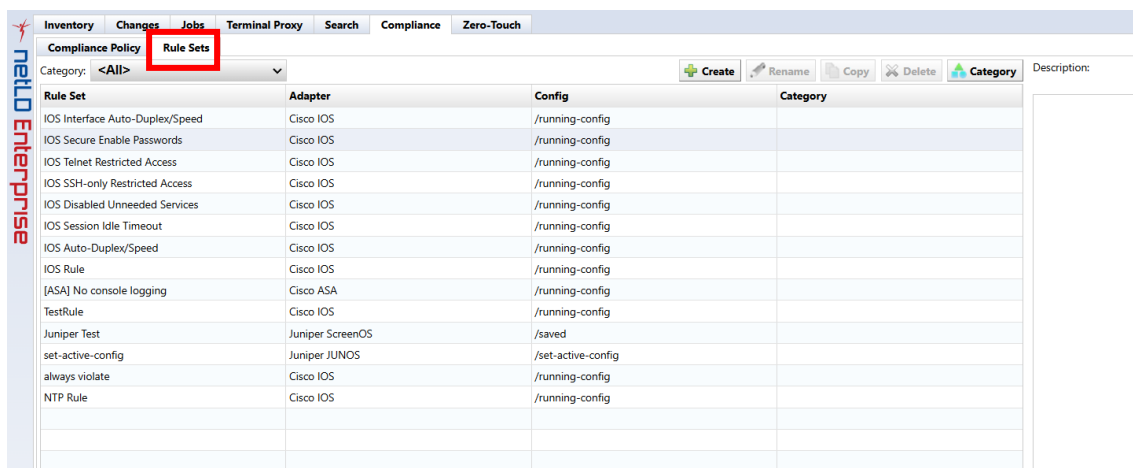 Inventory Changes Jobs Terminal Proxy Search Compliance Zero-Touch
Compliance Policy Rule Sets
Category: <All> Create Rename Copy Delete Category Description:
Rule Set Adapter Config Category
IOS Interface Auto-Duplex/Speed Cisco IOS /running-config
IOS Secure Enable Passwords Cisco IOS /running-config
IOS Telnet Restricted Access Cisco IOS /running-config
IOS SSH-only Restricted Access Cisco IOS /running-config
IOS Disabled Unneeded Services Cisco IOS /running-config
IOS Session Idle Timeout Cisco IOS /running-config
IOS Auto-Duplex/Speed Cisco IOS /running-config
IOS Rule Cisco IOS /running-config
[ASA] No console logging Cisco ASA /running-config
TestRule Cisco IOS /running-config
Juniper Test Juniper ScreenOS /saved
set-active-config Juniper JUNOS /set-active-config
always violate Cisco IOS /running-config
NTP Rule Cisco IOS /running-config
netLD Enterprise